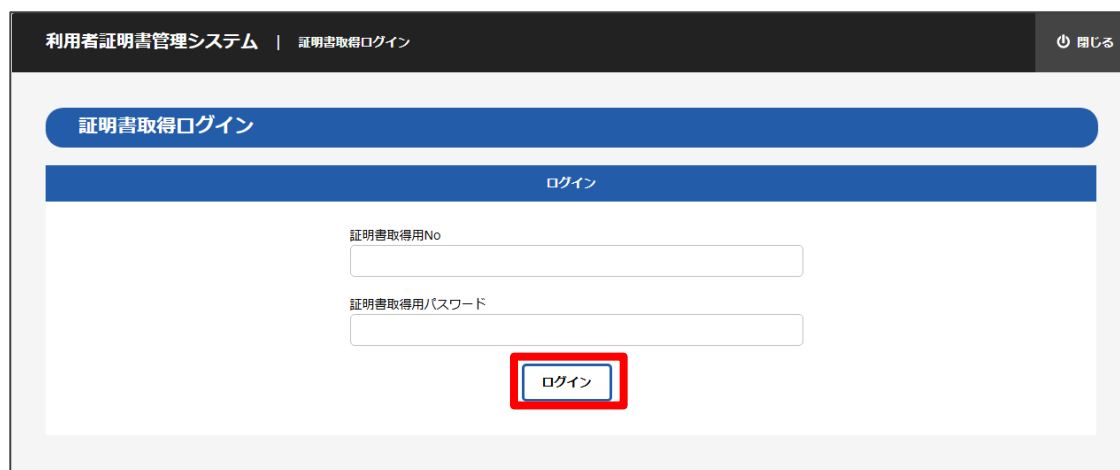 利用者証明書管理システム | 証明書取得ログイン
閉じる
証明書取得ログイン
ログイン
証明書取得用No
証明書取得用パスワード
ログイン